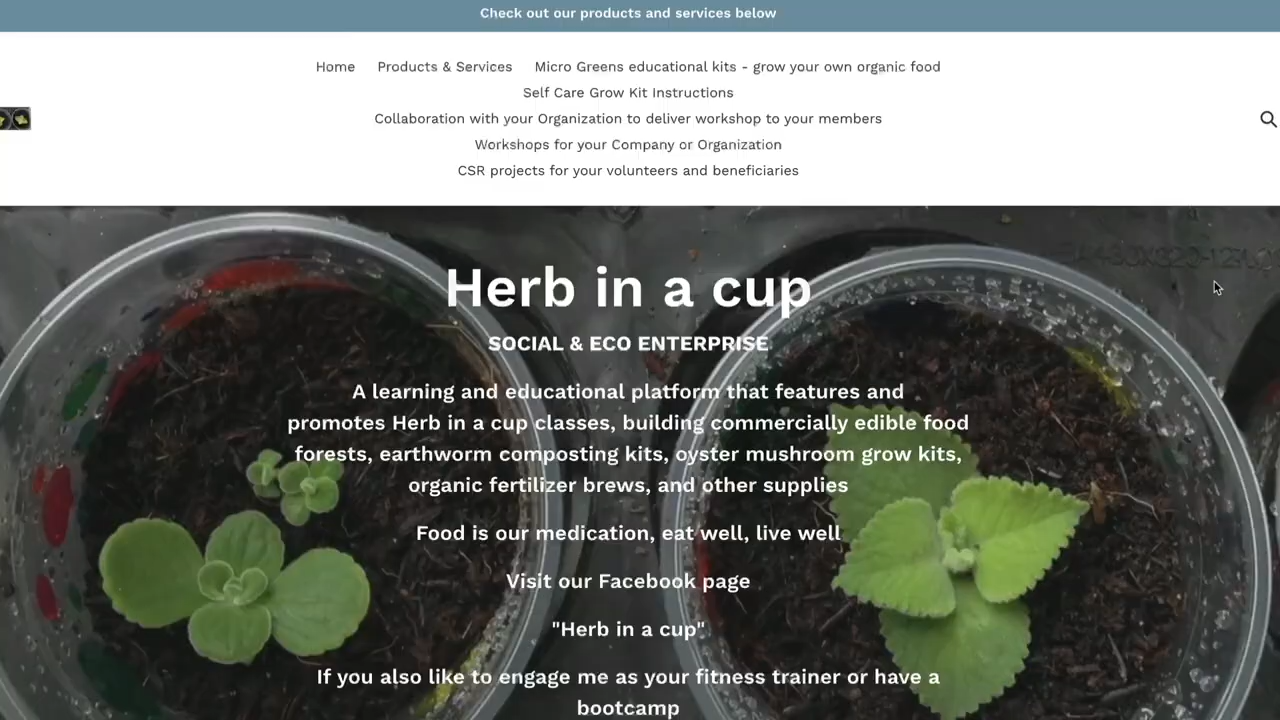 Check out our products and services below
Home Products & Services Micro Greens educational kits - grow your own organic food
Self Care Grow Kit Instructions
Collaboration with your Organization to deliver workshop to your members
Workshops for your Company or Organization
CSR projects for your volunteers and beneficiaries
Herb in a cup
SOCIAL & ECO ENTERPRISE
A learning and educational platform that features and
promotes Herb in a cup classes, building commercially edible food
forests, earthworm composting kits, oyster mushroom grow kits,
organic fertilizer brews, and other supplies
Food is our medication, eat well, live well
Visit our Facebook page
"Herb in a cup"
If you also like to engage me as your fitness trainer or have a
bootcamp